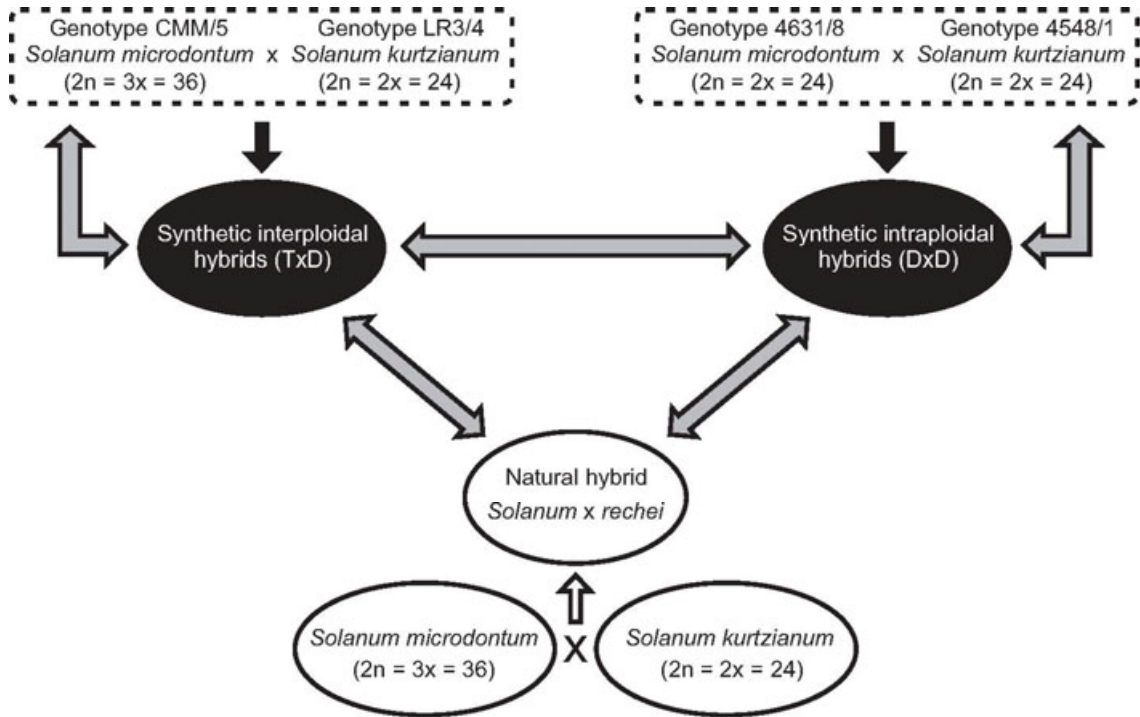 Genotype CMM/5
Solanum microdontum
(2n = 3x = 36)
x
Genotype LR3/4
Solanum kurtzianum
(2n = 2x = 24)
Genotype 4631/8
Solanum microdontum
(2n = 2x = 24)
x
Genotype 4548/1
Solanum kurtzianum
(2n = 2x = 24)
Synthetic interploidal
hybrids (TxD)
Synthetic intraploidal
hybrids (DxD)
Natural hybrid
Solanum x rechei
Solanum microdontum
(2n = 3x = 36)
X
Solanum kurtzianum
(2n = 2x = 24)